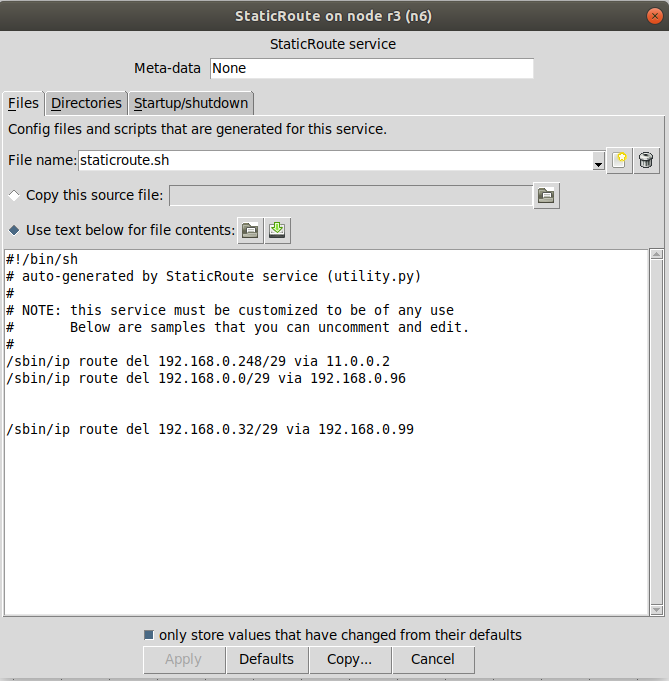 StaticRoute on node r3 (n6)
StaticRoute service
Meta-data None
Files Directories Startup/shutdown
Config files and scripts that are generated for this service.
File name: staticroute.sh
Copy this source file:
Use text below for file contents:
#!/bin/sh
# auto-generated by StaticRoute service (utility.py)
#
# NOTE: this service must be customized to be of any use
#       Below are samples that you can uncomment and edit.
#
/sbin/ip route del 192.168.0.248/29 via 11.0.0.2
/sbin/ip route del 192.168.0.0/29 via 192.168.0.96
/sbin/ip route del 192.168.0.32/29 via 192.168.0.99
only store values that have changed from their defaults
Apply Defaults Copy... Cancel